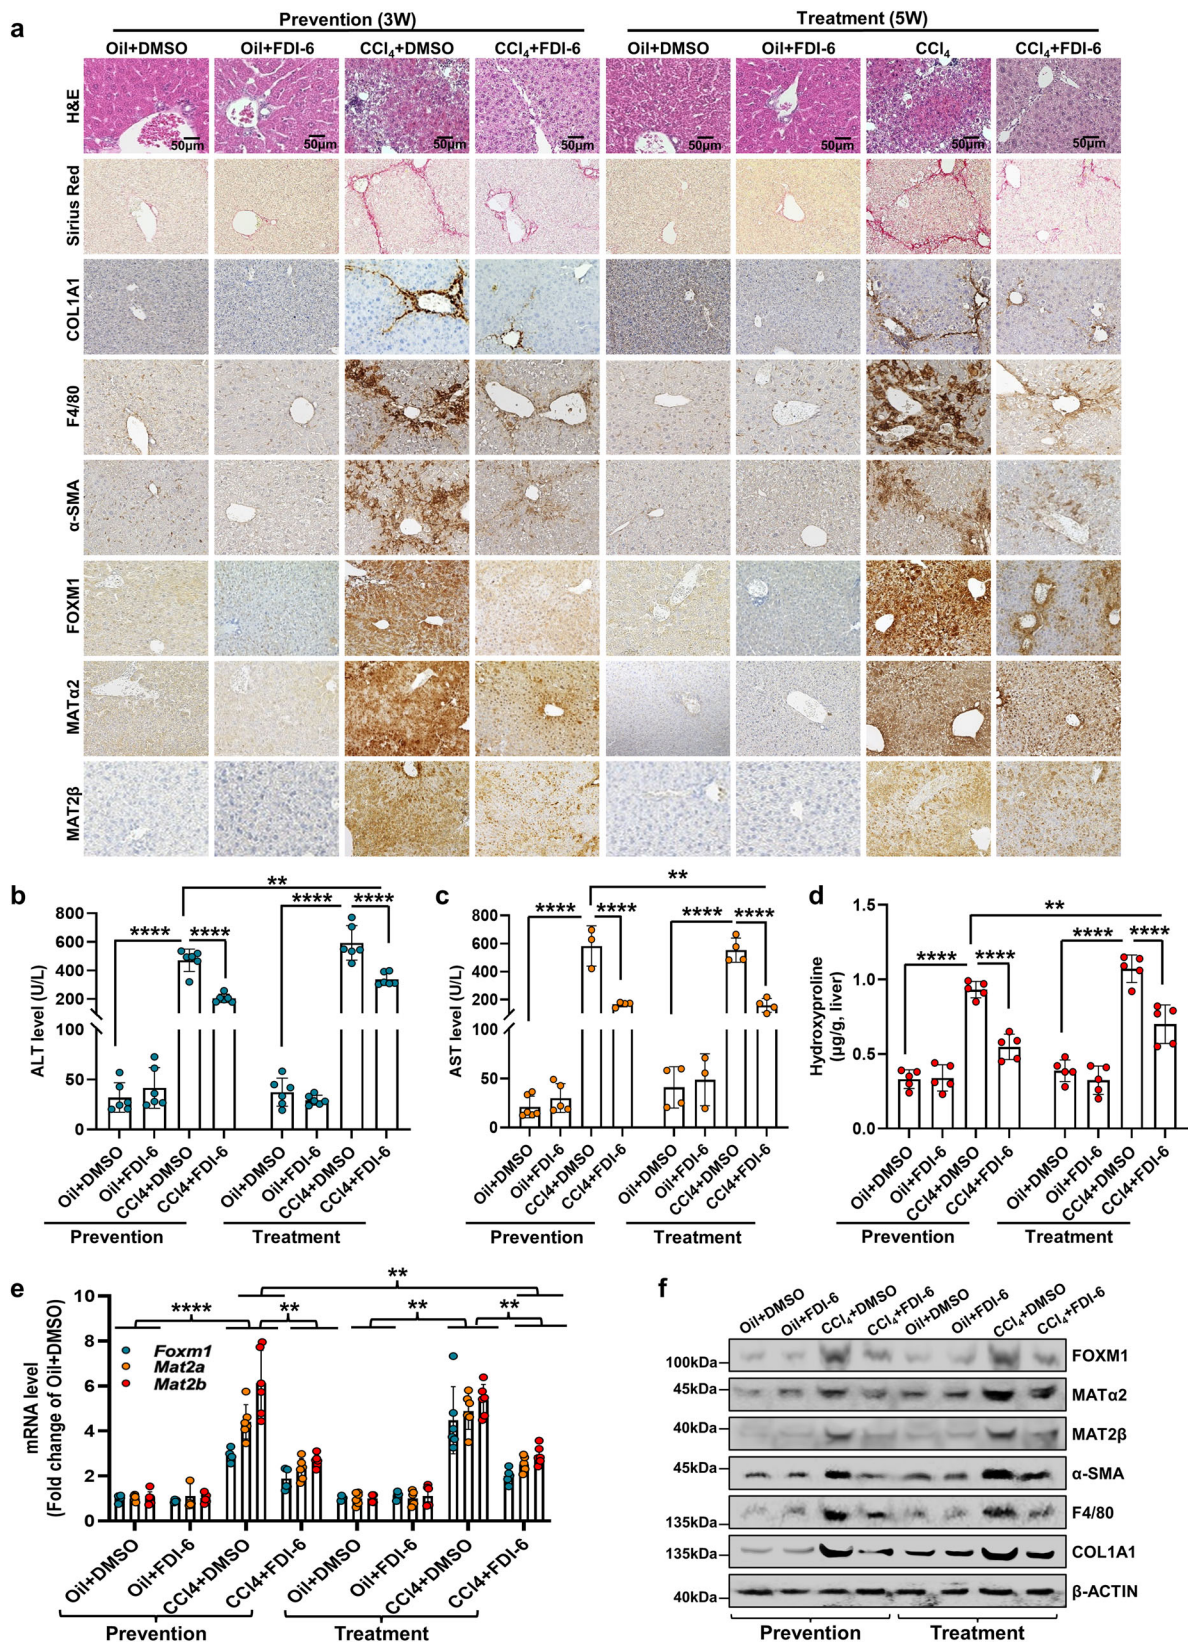 a
Prevention (3W)
Treatment (5W)
Oil+DMSO Oil+FDI-6 CCl₄+DMSO CCl₄+FDI-6 Oil+DMSO Oil+FDI-6 CCl₄ CCl₄+FDI-6
H&E
50μm 50μm 50μm 50μm 50μm 50μm 50μm 50μm
Sirius Red
COL1A1
F4/80
α-SMA
FOXM1
MATα2
MAT2β
b
ALT level (U/L)
** 
**** **** **** ****
800
600
400
200
100
50
0
Oil+DMSO Oil+FDI-6 CCl4+DMSO CCl4+FDI-6 Oil+DMSO Oil+FDI-6 CCl4+DMSO CCl4+FDI-6
Prevention Treatment
c
AST level (U/L)
**
**** **** **** ****
800
600
400
200
100
50
0
Oil+DMSO Oil+FDI-6 CCl4+DMSO CCl4+FDI-6 Oil+DMSO Oil+FDI-6 CCl4+DMSO CCl4+FDI-6
Prevention Treatment
d
Hydroxyproline
(μg/g, liver)
**
**** **** **** ****
1.5
1.0
0.5
0.0
Oil+DMSO Oil+FDI-6 CCl4+DMSO CCl4+FDI-6 Oil+DMSO Oil+FDI-6 CCl4+DMSO CCl4+FDI-6
Prevention Treatment
e
mRNA level
(Fold change of Oil+DMSO)
**
**** ** ** **
10
8
6
4
2
0
Foxm1
Mat2a
Mat2b
Oil+DMSO Oil+FDI-6 CCl4+DMSO CCl4+FDI-6 Oil+DMSO Oil+FDI-6 CCl4+DMSO CCl4+FDI-6
Prevention Treatment
f
Oil+DMSO Oil+FDI-6 CCl₄+DMSO CCl₄+FDI-6 Oil+DMSO Oil+FDI-6 CCl₄+DMSO CCl₄+FDI-6
100kDa FOXM1
45kDa MATα2
40kDa MAT2β
45kDa α-SMA
135kDa F4/80
135kDa COL1A1
40kDa β-ACTIN
Prevention Treatment